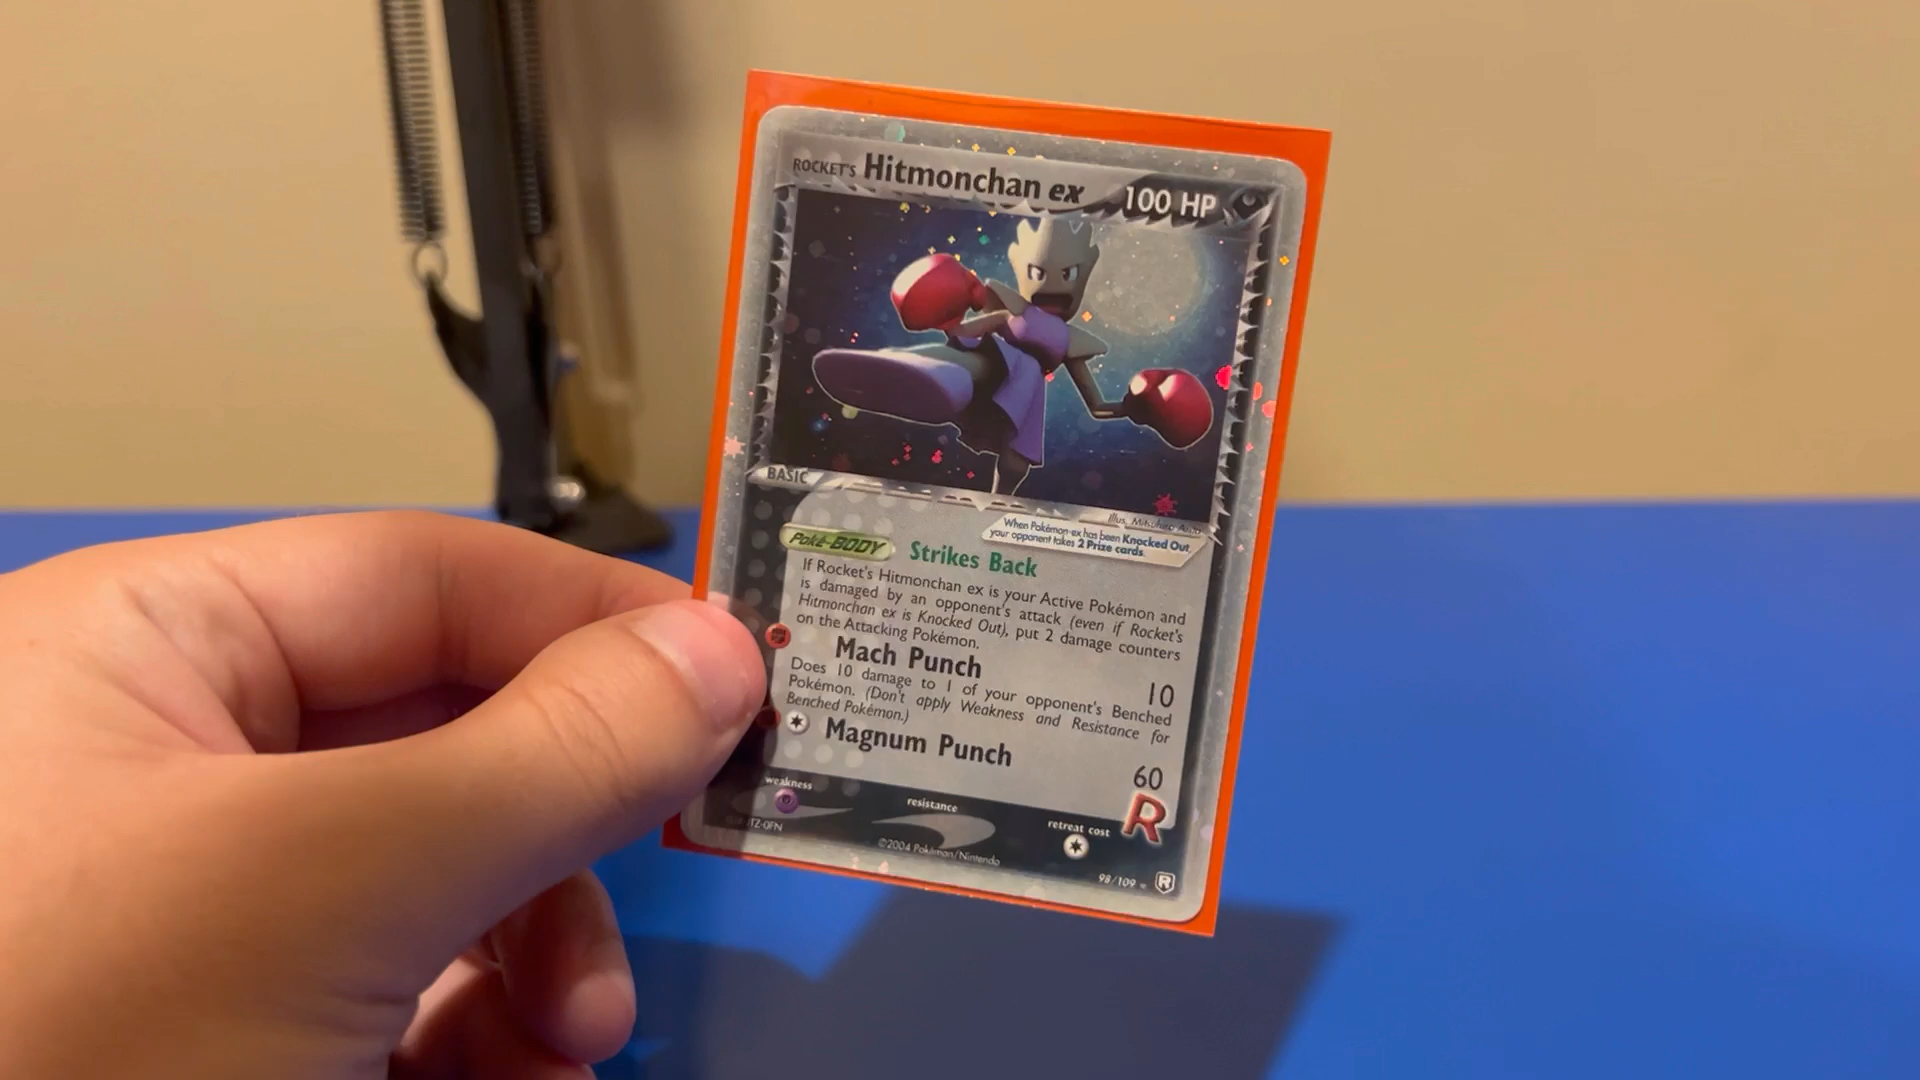 ROCKET'S Hitmonchan ex 100 HP
BASIC
Illus. Mitsuhiro Arita
When Pokémon-ex has been Knocked Out,
your opponent takes 2 Prize cards.
Poké-BODY Strikes Back
If Rocket's Hitmonchan ex is your Active Pokémon and
is damaged by an opponent's attack (even if Rocket's
Hitmonchan ex is Knocked Out), put 2 damage counters
on the Attacking Pokémon.
Mach Punch 10
Does 10 damage to 1 of your opponent's Benched
Pokémon. (Don't apply Weakness and Resistance for
Benched Pokémon.)
Magnum Punch 60
weakness resistance retreat cost
R
©2004 Pokémon/Nintendo
98/109 R